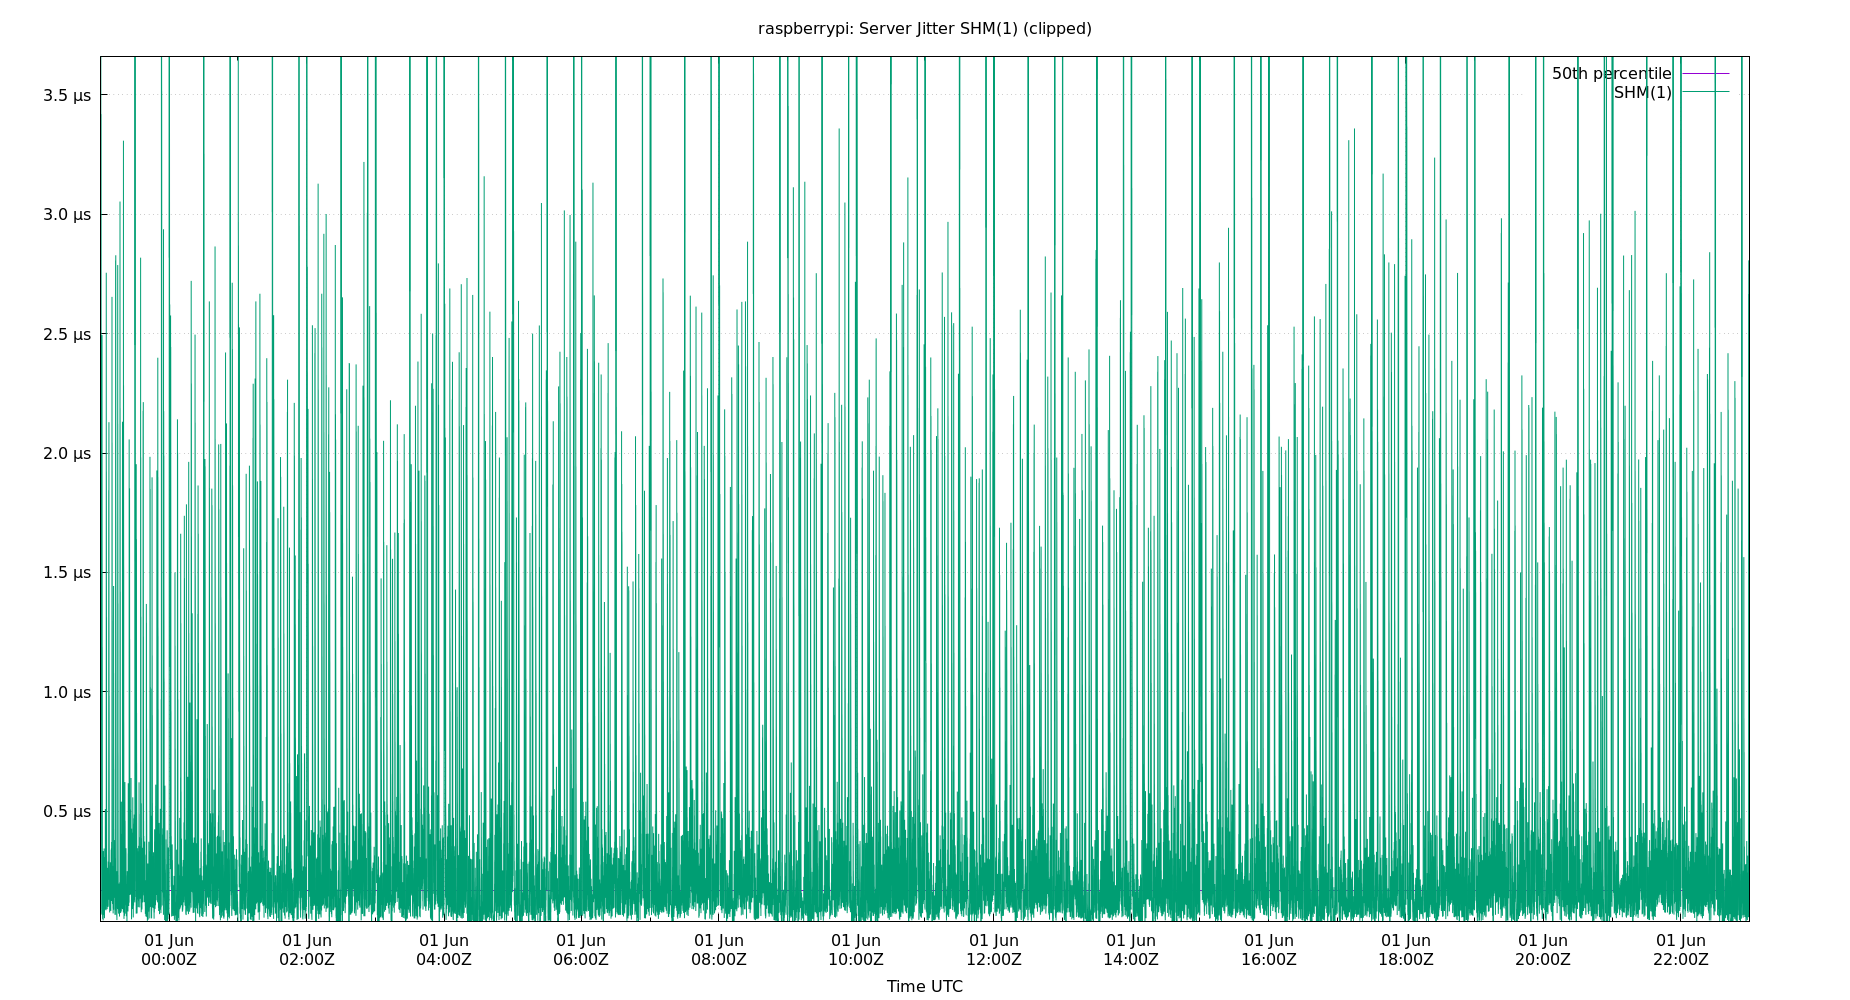 raspberrypi: Server Jitter SHM(1) (clipped)
50th percentile
SHM(1)
3.5 µs
3.0 µs
2.5 µs
2.0 µs
1.5 µs
1.0 µs
0.5 µs
01 Jun 01 Jun 01 Jun 01 Jun 01 Jun 01 Jun 01 Jun 01 Jun 01 Jun 01 Jun 01 Jun 01 Jun
00:00Z 02:00Z 04:00Z 06:00Z 08:00Z 10:00Z 12:00Z 14:00Z 16:00Z 18:00Z 20:00Z 22:00Z
Time UTC